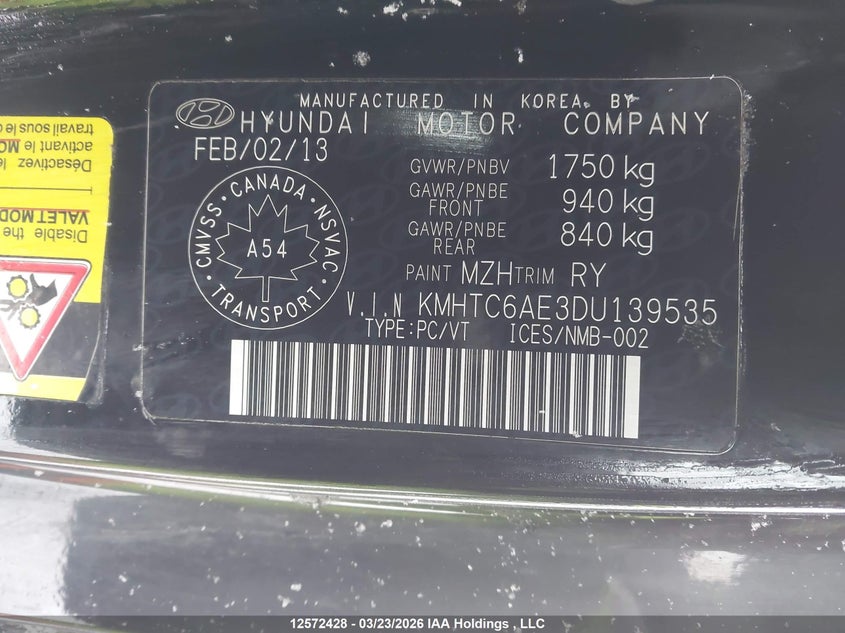 MANUFACTURED IN KOREA BY
HYUNDAI MOTOR COMPANY
FEB/02/13
GVWR/PNBV 1750 kg
GAWR/PNBE FRONT 940 kg
GAWR/PNBE REAR 840 kg
PAINT MZH TRIM RY
CMVSS · CANADA · NSVAC · TRANSPORT ·
A54
V.I.N KMHTC6AE3DU139535
TYPE:PC/VT ICES/NMB-002
Disable the
VALET MOD
Désactivez le
activant le MO
travail sous le c
12572428 - 03/23/2026 IAA Holdings , LLC